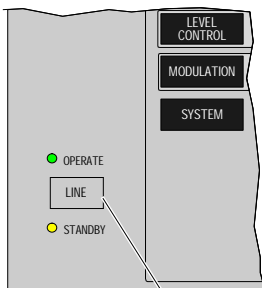 LEVEL
CONTROL
MODULATION
SYSTEM
OPERATE
LINE
STANDBY